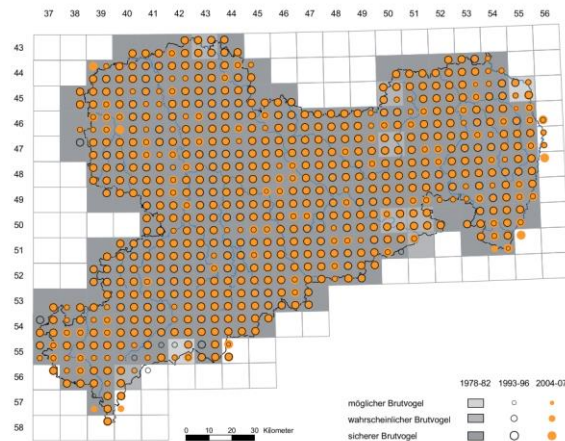 37 38 39 40 41 42 43 44 45 46 47 48 49 50 51 52 53 54 55 56
43
44
45
46
47
48
49
50
51
52
53
54
55
56
57
58
0 10 20 30 Kilometer
1978-82 1993-96 2004-07
möglicher Brutvogel
wahrscheinlicher Brutvogel
sicherer Brutvogel